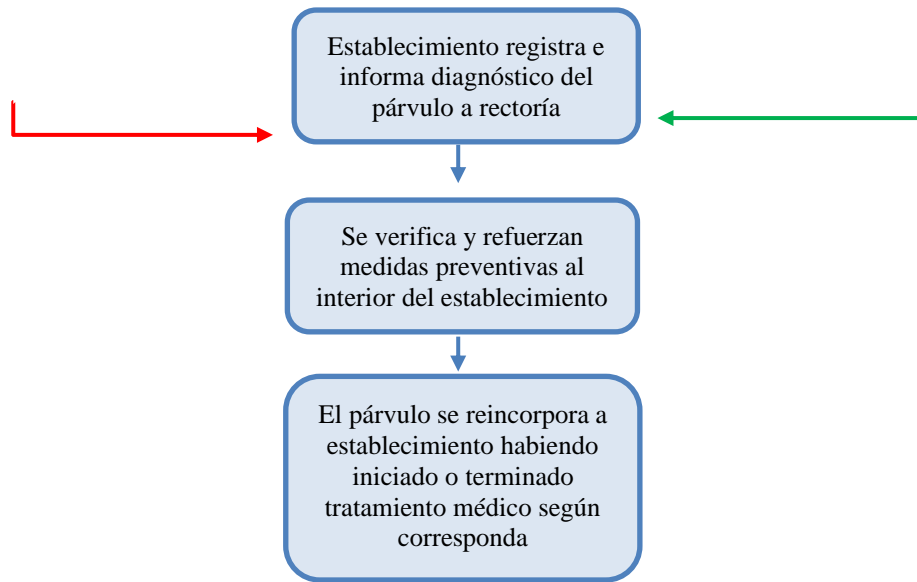 Establecimiento registra e
informa diagnóstico del
párvulo a rectoría
Se verifica y refuerzan
medidas preventivas al
interior del establecimiento
El párvulo se reincorpora a
establecimiento habiendo
iniciado o terminado
tratamiento médico según
corresponda